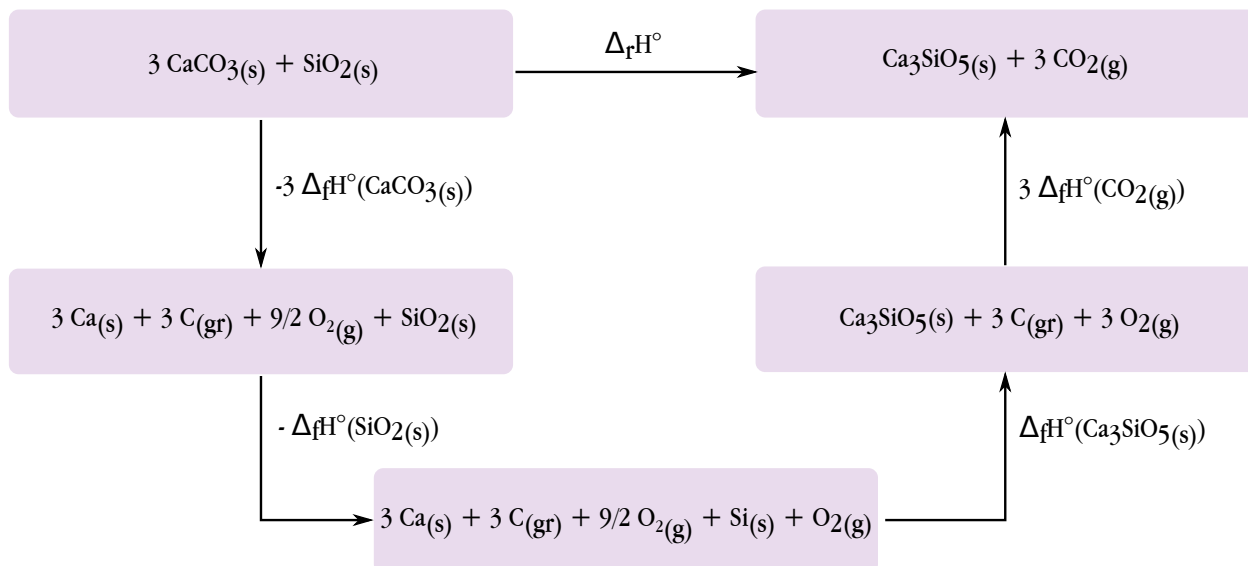 3 CaCO3(s) + SiO2(s)
ΔrH°
Ca3SiO5(s) + 3 CO2(g)
-3 ΔfH°(CaCO3(s))
3 ΔfH°(CO2(g))
3 Ca(s) + 3 C(gr) + 9/2 O2(g) + SiO2(s)
Ca3SiO5(s) + 3 C(gr) + 3 O2(g)
- ΔfH°(SiO2(s))
ΔfH°(Ca3SiO5(s))
3 Ca(s) + 3 C(gr) + 9/2 O2(g) + Si(s) + O2(g)